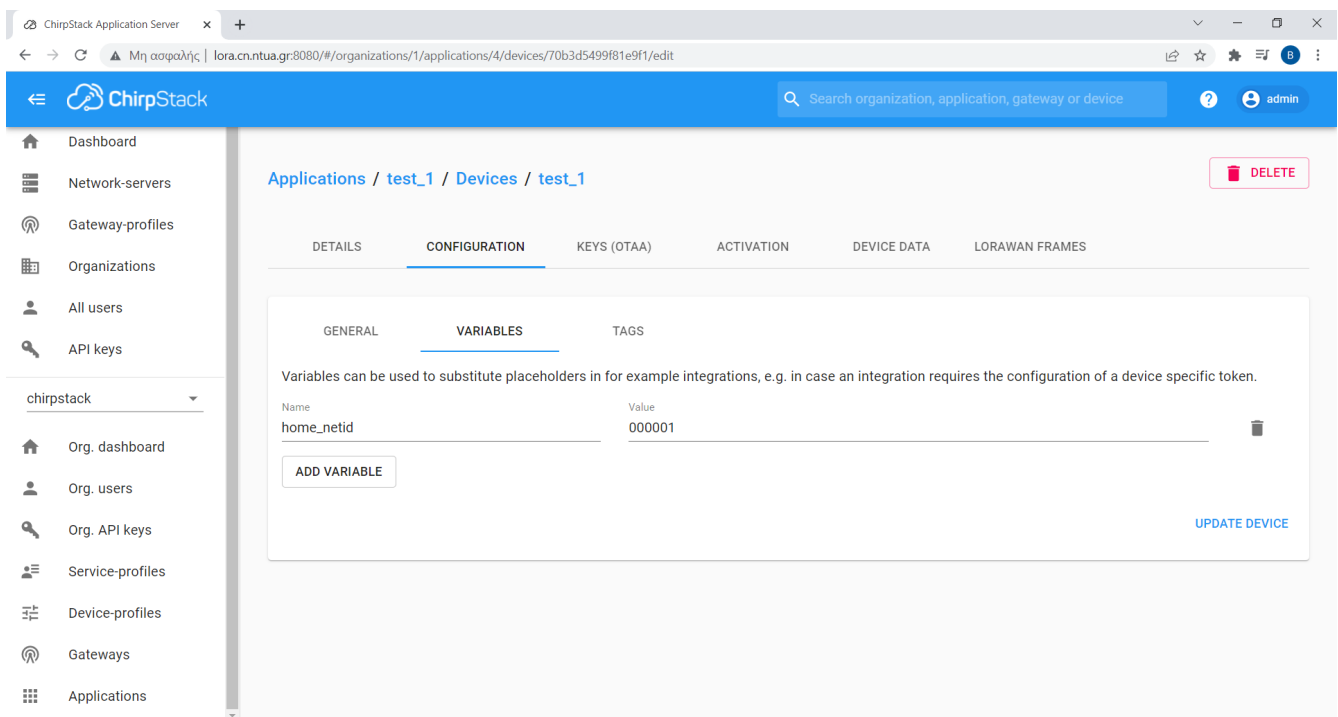 ChirpStack Application Server
Μη ασφαλής | lora.cn.ntua.gr:8080/#/organizations/1/applications/4/devices/70b3d5499f81e9f1/edit
B
ChirpStack
Search organization, application, gateway or device
?
admin
Dashboard
Network-servers
Gateway-profiles
Organizations
All users
API keys
chirpstack
Org. dashboard
Org. users
Org. API keys
Service-profiles
Device-profiles
Gateways
Applications
Applications / test_1 / Devices / test_1
DELETE
DETAILS CONFIGURATION KEYS (OTAA) ACTIVATION DEVICE DATA LORAWAN FRAMES
GENERAL VARIABLES TAGS
Variables can be used to substitute placeholders in for example integrations, e.g. in case an integration requires the configuration of a device specific token.
Name Value
home_netid 000001
ADD VARIABLE
UPDATE DEVICE